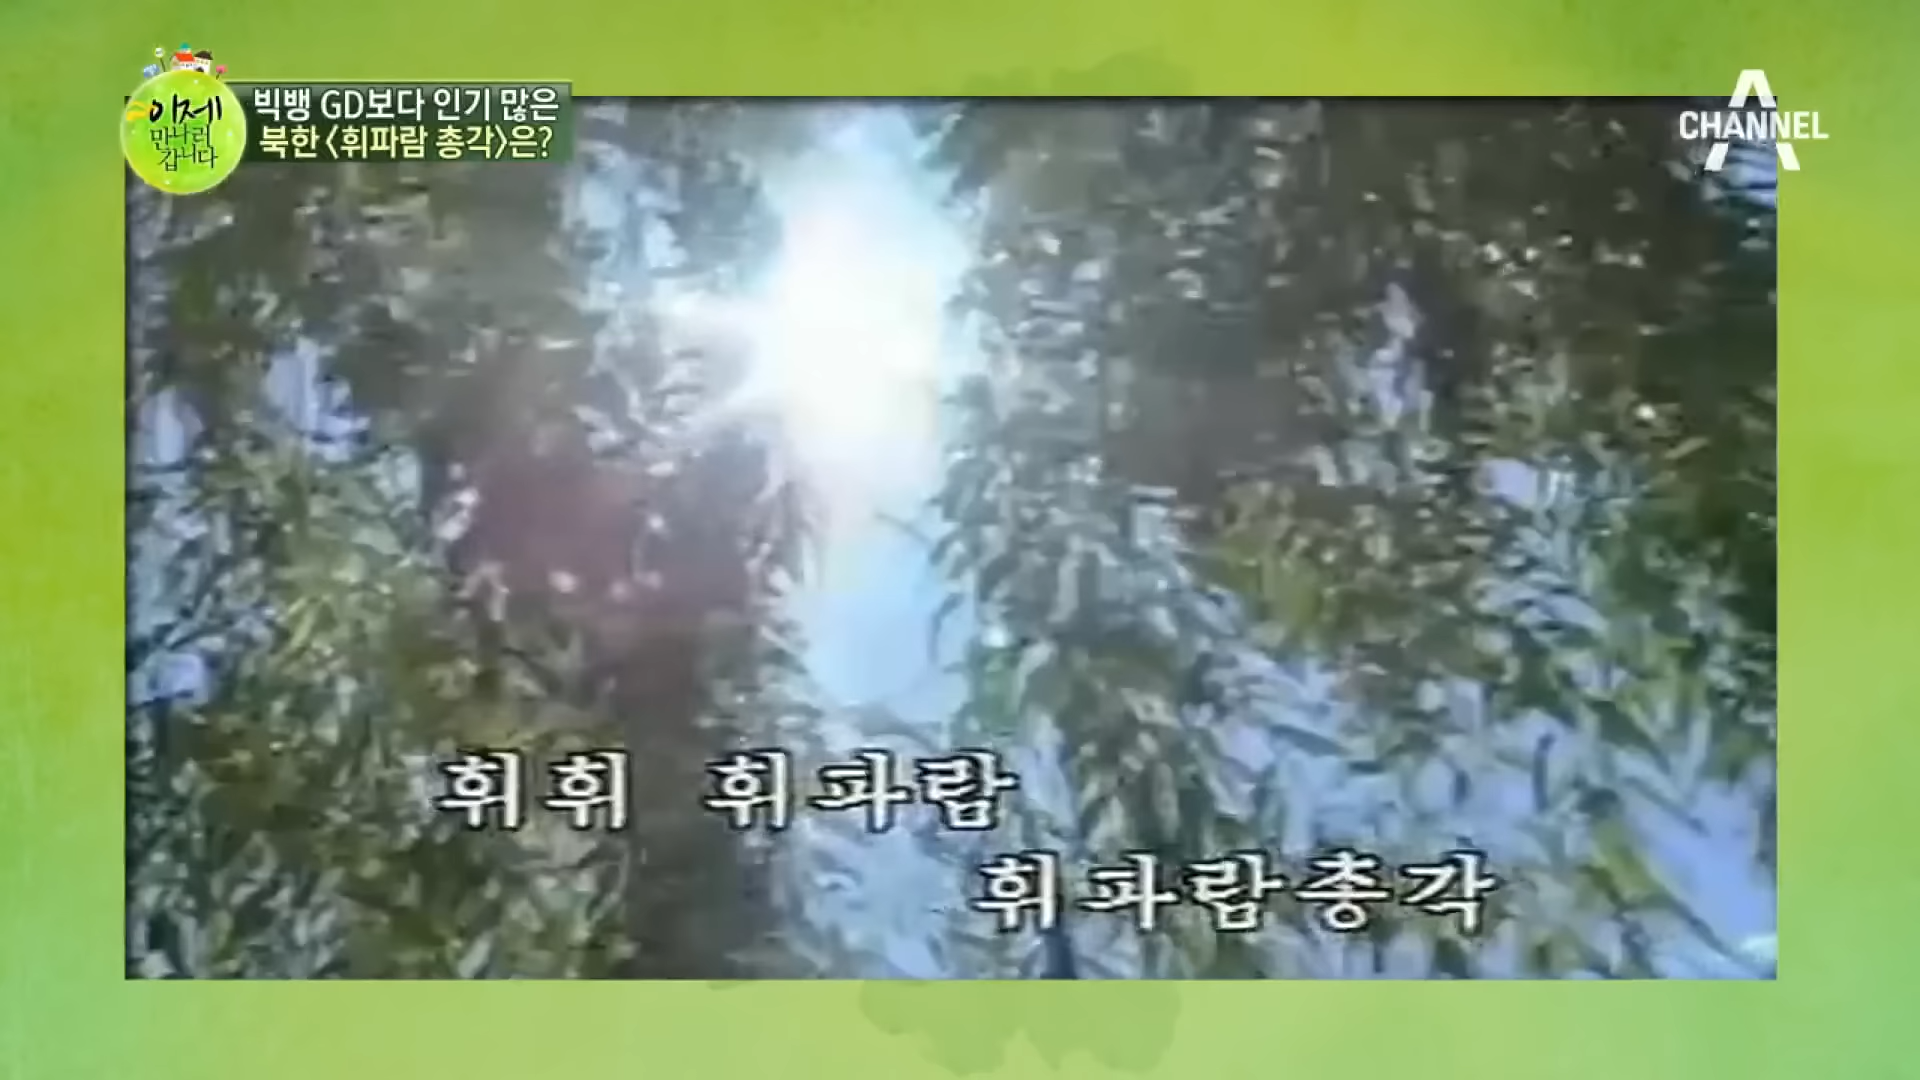 이제
만나러
갑니다
빅뱅 GD보다 인기 많은
북한 <휘파람 총각>은?
CHANNEL A
휘휘 휘파람
휘파람총각